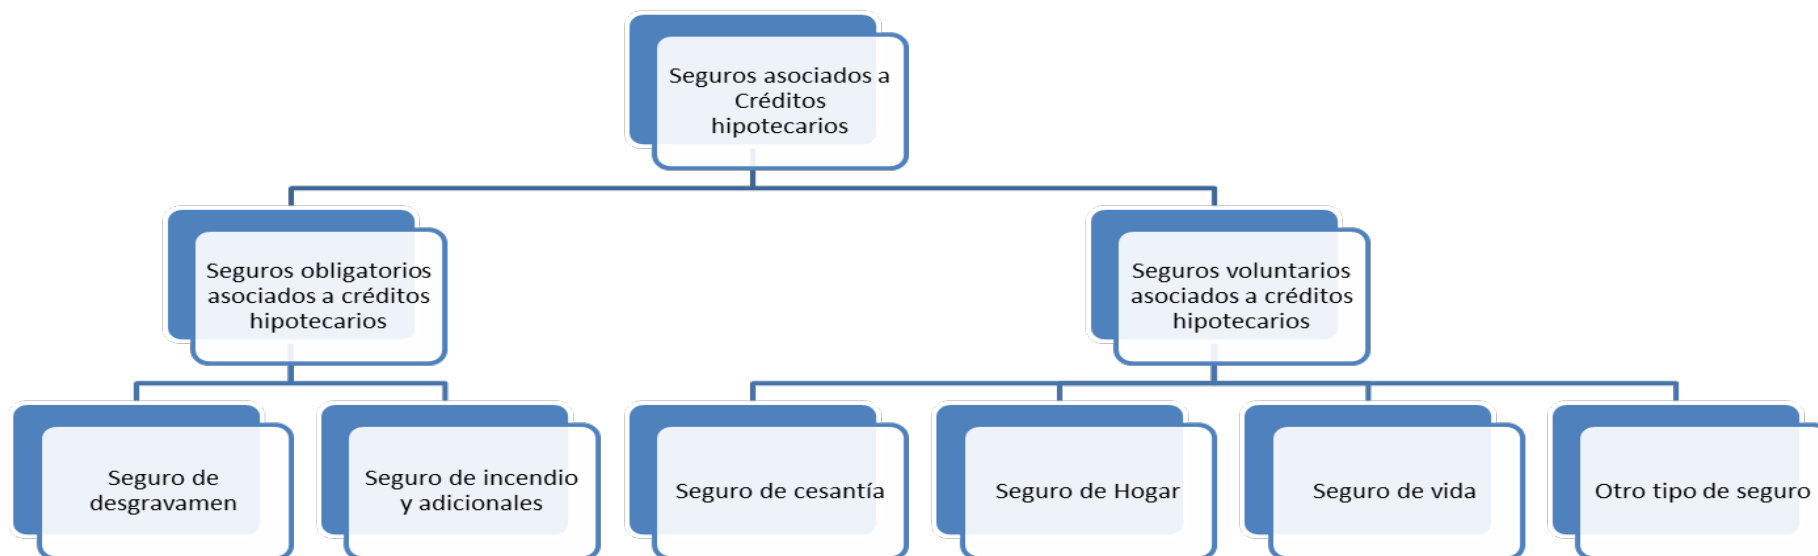 Seguros asociados a
Créditos
hipotecarios
Seguros obligatorios
asociados a créditos
hipotecarios
Seguros voluntarios
asociados a créditos
hipotecarios
Seguro de
desgravamen
Seguro de incendio
y adicionales
Seguro de cesantía
Seguro de Hogar
Seguro de vida
Otro tipo de seguro